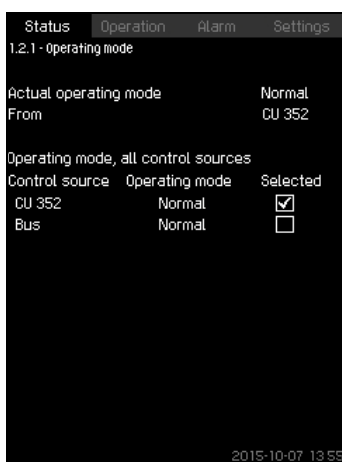 Status Operation Alarm Settings
1.2.1 - Operating mode
Actual operating mode Normal
From CU 352
Operating mode, all control sources
Control source Operating mode Selected
CU 352 Normal
Bus Normal
2015-10-07 13:55